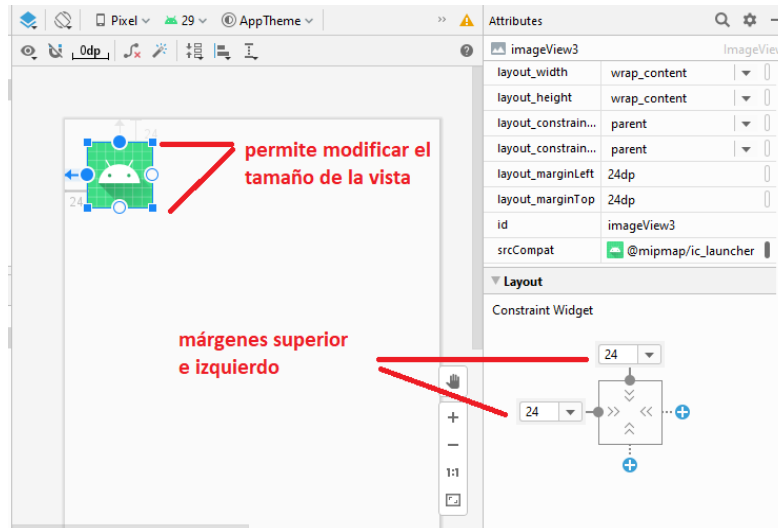 Pixel 29 AppTheme »
Attributes
0dp
imageView3 ImageView
layout_width wrap_content
layout_height wrap_content
layout_constrain... parent
layout_constrain... parent
layout_marginLeft 24dp
layout_marginTop 24dp
id imageView3
srcCompat @mipmap/ic_launcher
24
24
permite modificar el
tamaño de la vista
Layout
Constraint Widget
márgenes superior
e izquierdo
24
24
1:1